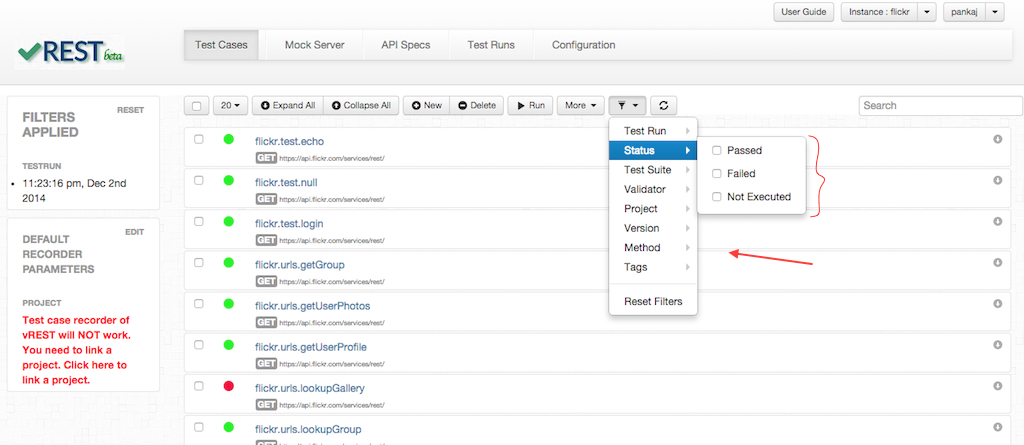 User Guide
Instance : flickr
pankaj
REST beta
Test Cases
Mock Server
API Specs
Test Runs
Configuration
FILTERS APPLIED
RESET
TESTRUN
11:23:16 pm, Dec 2nd
2014
DEFAULT
RECORDER
PARAMETERS
EDIT
PROJECT
Test case recorder of
vREST will NOT work.
You need to link a
project. Click here to
link a project.
20
Expand All
Collapse All
New
Delete
Run
More
Search
flickr.test.echo
GET https://api.flickr.com/services/rest/
flickr.test.null
GET https://api.flickr.com/services/rest/
flickr.test.login
GET https://api.flickr.com/services/rest/
flickr.urls.getGroup
GET https://api.flickr.com/services/rest/
flickr.urls.getUserPhotos
GET https://api.flickr.com/services/rest/
flickr.urls.getUserProfile
GET https://api.flickr.com/services/rest/
flickr.urls.lookupGallery
GET https://api.flickr.com/services/rest/
flickr.urls.lookupGroup
Test Run
Status
Test Suite
Validator
Project
Version
Method
Tags
Reset Filters
Passed
Failed
Not Executed